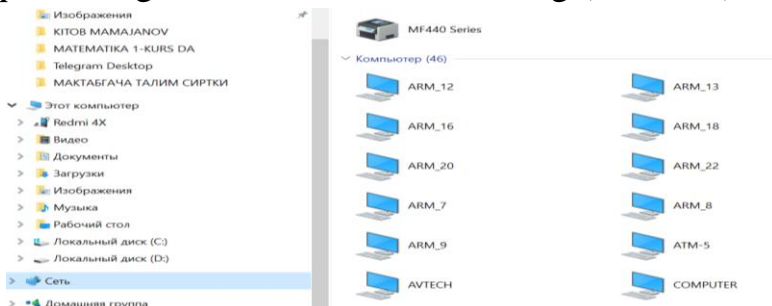 Изображения
KITOB MAMAJANOV
MATEMATIKA 1-KURS DA
Telegram Desktop
МАКТАБГАЧА ТАЛИМ СИРТКИ
Этот компьютер
Redmi 4X
Видео
Документы
Загрузки
Изображения
Музыка
Рабочий стол
Локальный диск (C:)
Локальный диск (D:)
Сеть
Домашняя группа
MF440 Series
Компьютер (46)
ARM_12
ARM_13
ARM_16
ARM_18
ARM_20
ARM_22
ARM_7
ARM_8
ARM_9
ATM-5
AVTECH
COMPUTER